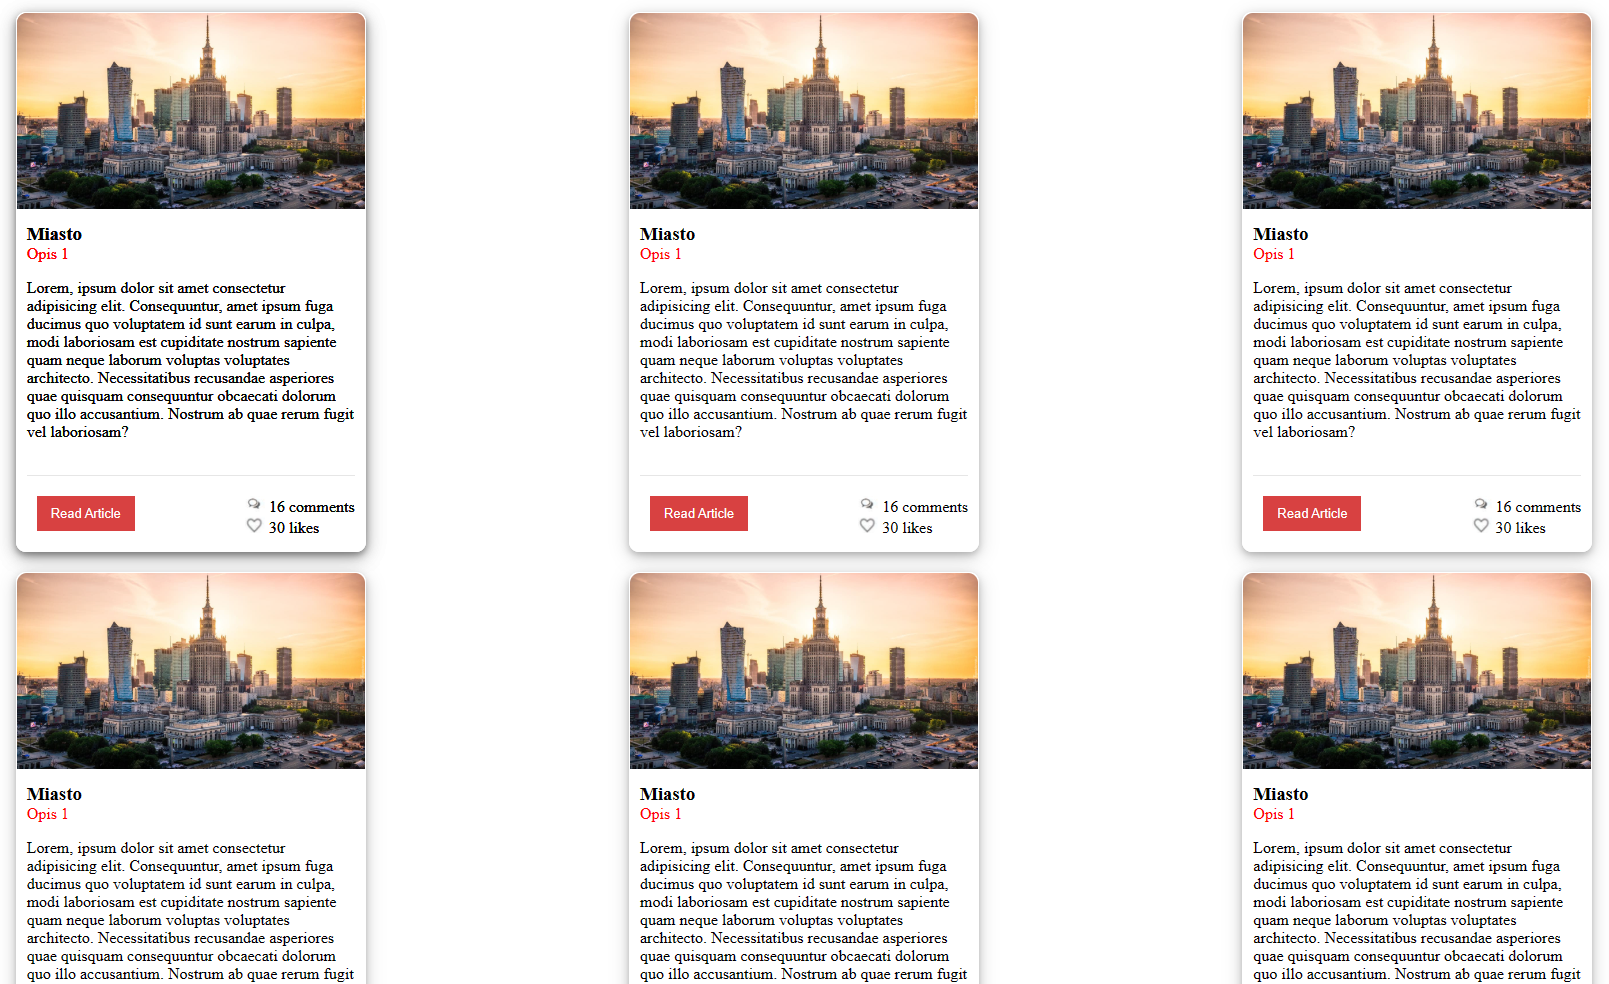 Miasto
Opis 1
Lorem, ipsum dolor sit amet consectetur
adipisicing elit. Consequuntur, amet ipsum fuga
ducimus quo voluptatem id sunt earum in culpa,
modi laboriosam est cupiditate nostrum sapiente
quam neque laborum voluptas voluptates
architecto. Necessitatibus recusandae asperiores
quae quisquam consequuntur obcaecati dolorum
quo illo accusantium. Nostrum ab quae rerum fugit
vel laboriosam?
Read Article
16 comments
30 likes
Miasto
Opis 1
Lorem, ipsum dolor sit amet consectetur
adipisicing elit. Consequuntur, amet ipsum fuga
ducimus quo voluptatem id sunt earum in culpa,
modi laboriosam est cupiditate nostrum sapiente
quam neque laborum voluptas voluptates
architecto. Necessitatibus recusandae asperiores
quae quisquam consequuntur obcaecati dolorum
quo illo accusantium. Nostrum ab quae rerum fugit
vel laboriosam?
Read Article
16 comments
30 likes
Miasto
Opis 1
Lorem, ipsum dolor sit amet consectetur
adipisicing elit. Consequuntur, amet ipsum fuga
ducimus quo voluptatem id sunt earum in culpa,
modi laboriosam est cupiditate nostrum sapiente
quam neque laborum voluptas voluptates
architecto. Necessitatibus recusandae asperiores
quae quisquam consequuntur obcaecati dolorum
quo illo accusantium. Nostrum ab quae rerum fugit
vel laboriosam?
Read Article
16 comments
30 likes
Miasto
Opis 1
Lorem, ipsum dolor sit amet consectetur
adipisicing elit. Consequuntur, amet ipsum fuga
ducimus quo voluptatem id sunt earum in culpa,
modi laboriosam est cupiditate nostrum sapiente
quam neque laborum voluptas voluptates
architecto. Necessitatibus recusandae asperiores
quae quisquam consequuntur obcaecati dolorum
quo illo accusantium. Nostrum ab quae rerum fugit
Miasto
Opis 1
Lorem, ipsum dolor sit amet consectetur
adipisicing elit. Consequuntur, amet ipsum fuga
ducimus quo voluptatem id sunt earum in culpa,
modi laboriosam est cupiditate nostrum sapiente
quam neque laborum voluptas voluptates
architecto. Necessitatibus recusandae asperiores
quae quisquam consequuntur obcaecati dolorum
quo illo accusantium. Nostrum ab quae rerum fugit
Miasto
Opis 1
Lorem, ipsum dolor sit amet consectetur
adipisicing elit. Consequuntur, amet ipsum fuga
ducimus quo voluptatem id sunt earum in culpa,
modi laboriosam est cupiditate nostrum sapiente
quam neque laborum voluptas voluptates
architecto. Necessitatibus recusandae asperiores
quae quisquam consequuntur obcaecati dolorum
quo illo accusantium. Nostrum ab quae rerum fugit